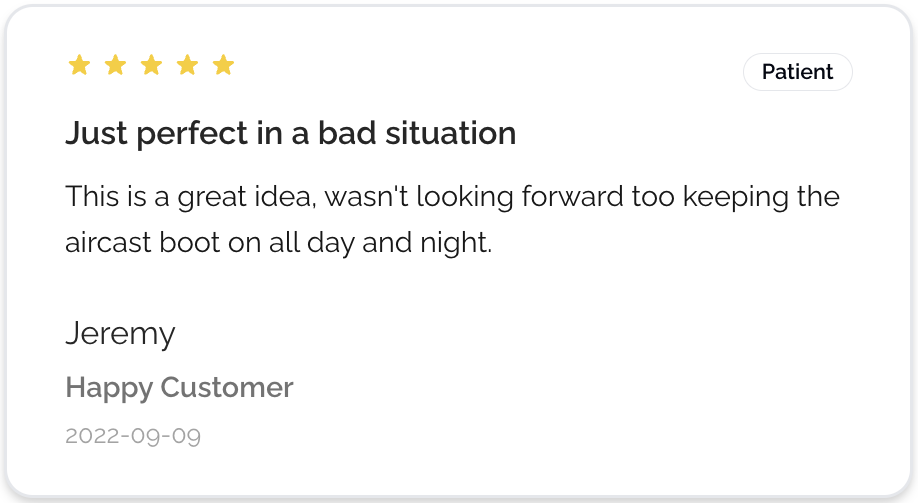 Patient
Just perfect in a bad situation
This is a great idea, wasn't looking forward too keeping the
aircast boot on all day and night.
Jeremy
Happy Customer
2022-09-09